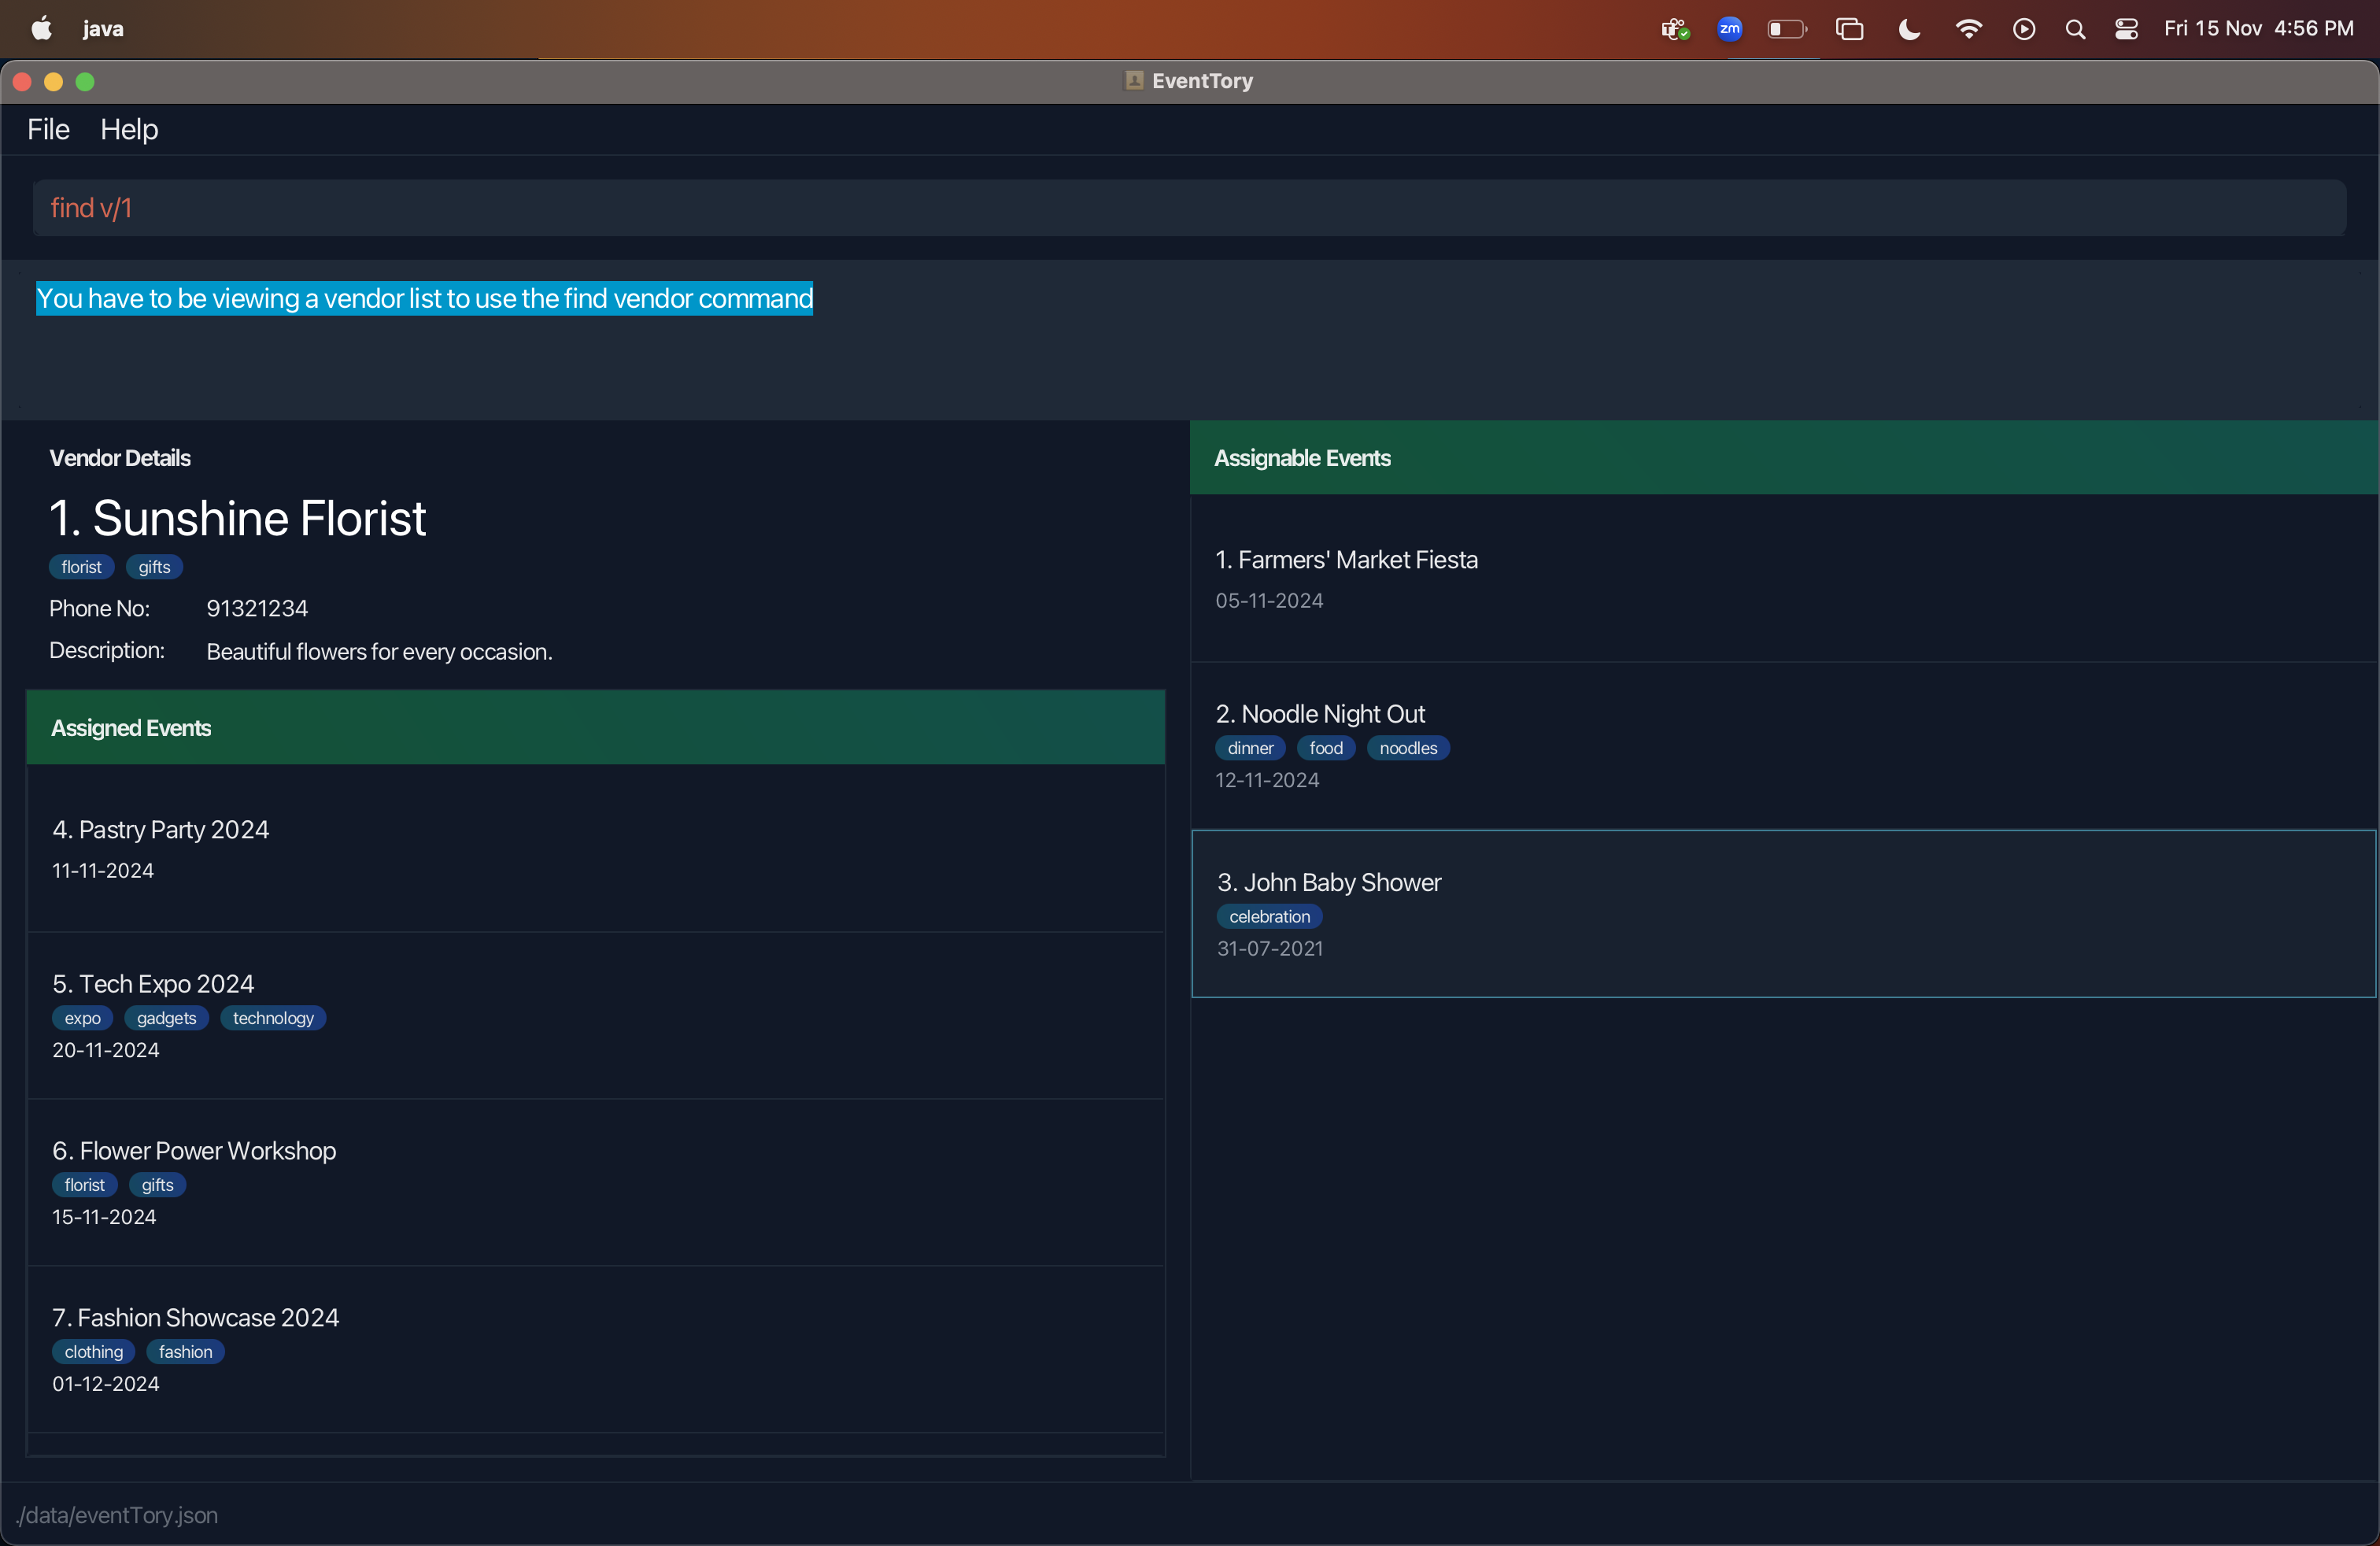 java
zm
Fri 15 Nov 4:56 PM
EventTory
File Help
find v/1
You have to be viewing a vendor list to use the find vendor command
Vendor Details
1. Sunshine Florist
florist gifts
Phone No: 91321234
Description: Beautiful flowers for every occasion.
Assigned Events
4. Pastry Party 2024
11-11-2024
5. Tech Expo 2024
expo gadgets technology
20-11-2024
6. Flower Power Workshop
florist gifts
15-11-2024
7. Fashion Showcase 2024
clothing fashion
01-12-2024
Assignable Events
1. Farmers' Market Fiesta
05-11-2024
2. Noodle Night Out
dinner food noodles
12-11-2024
3. John Baby Shower
celebration
31-07-2021
./data/eventTory.json